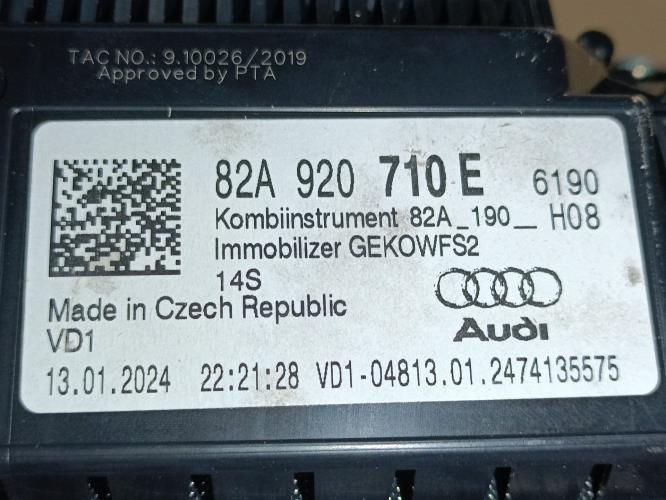 TAC NO.: 9.10026/2019
Approved by PTA
82A 920 710 E 6190
Kombiinstrument 82A_190__ H08
Immobilizer GEKOWFS2
14S
Made in Czech Republic
Audi
VD1
13.01.2024 22:21:28 VD1-04813.01.2474135575